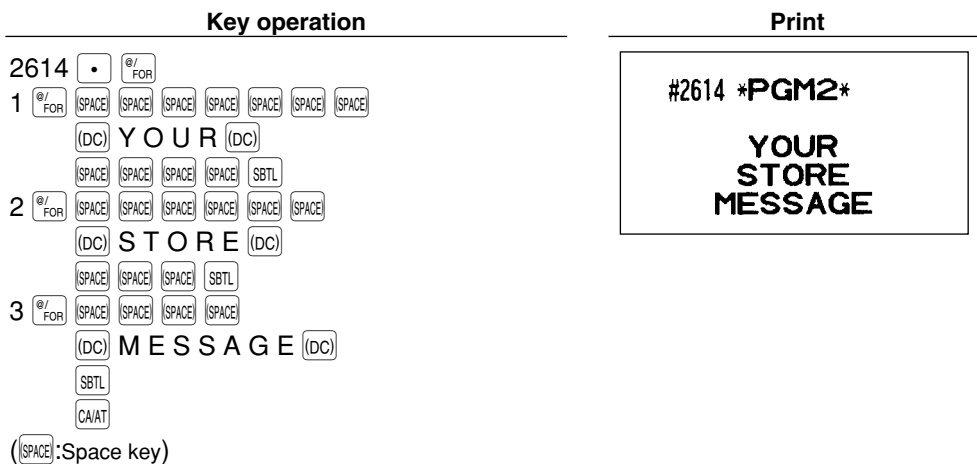 Key operation
Print
2614 • @/FOR
1 @/FOR (SPACE) (SPACE) (SPACE) (SPACE) (SPACE) (SPACE) (SPACE)
(DC) Y O U R (DC)
(SPACE) (SPACE) (SPACE) (SPACE) SBTL
2 @/FOR (SPACE) (SPACE) (SPACE) (SPACE) (SPACE) (SPACE)
(DC) S T O R E (DC)
(SPACE) (SPACE) (SPACE) SBTL
3 @/FOR (SPACE) (SPACE) (SPACE) (SPACE)
(DC) M E S S A G E (DC)
SBTL
CA/AT
((SPACE):Space key)
#2614 *PGM2*
YOUR
STORE
MESSAGE